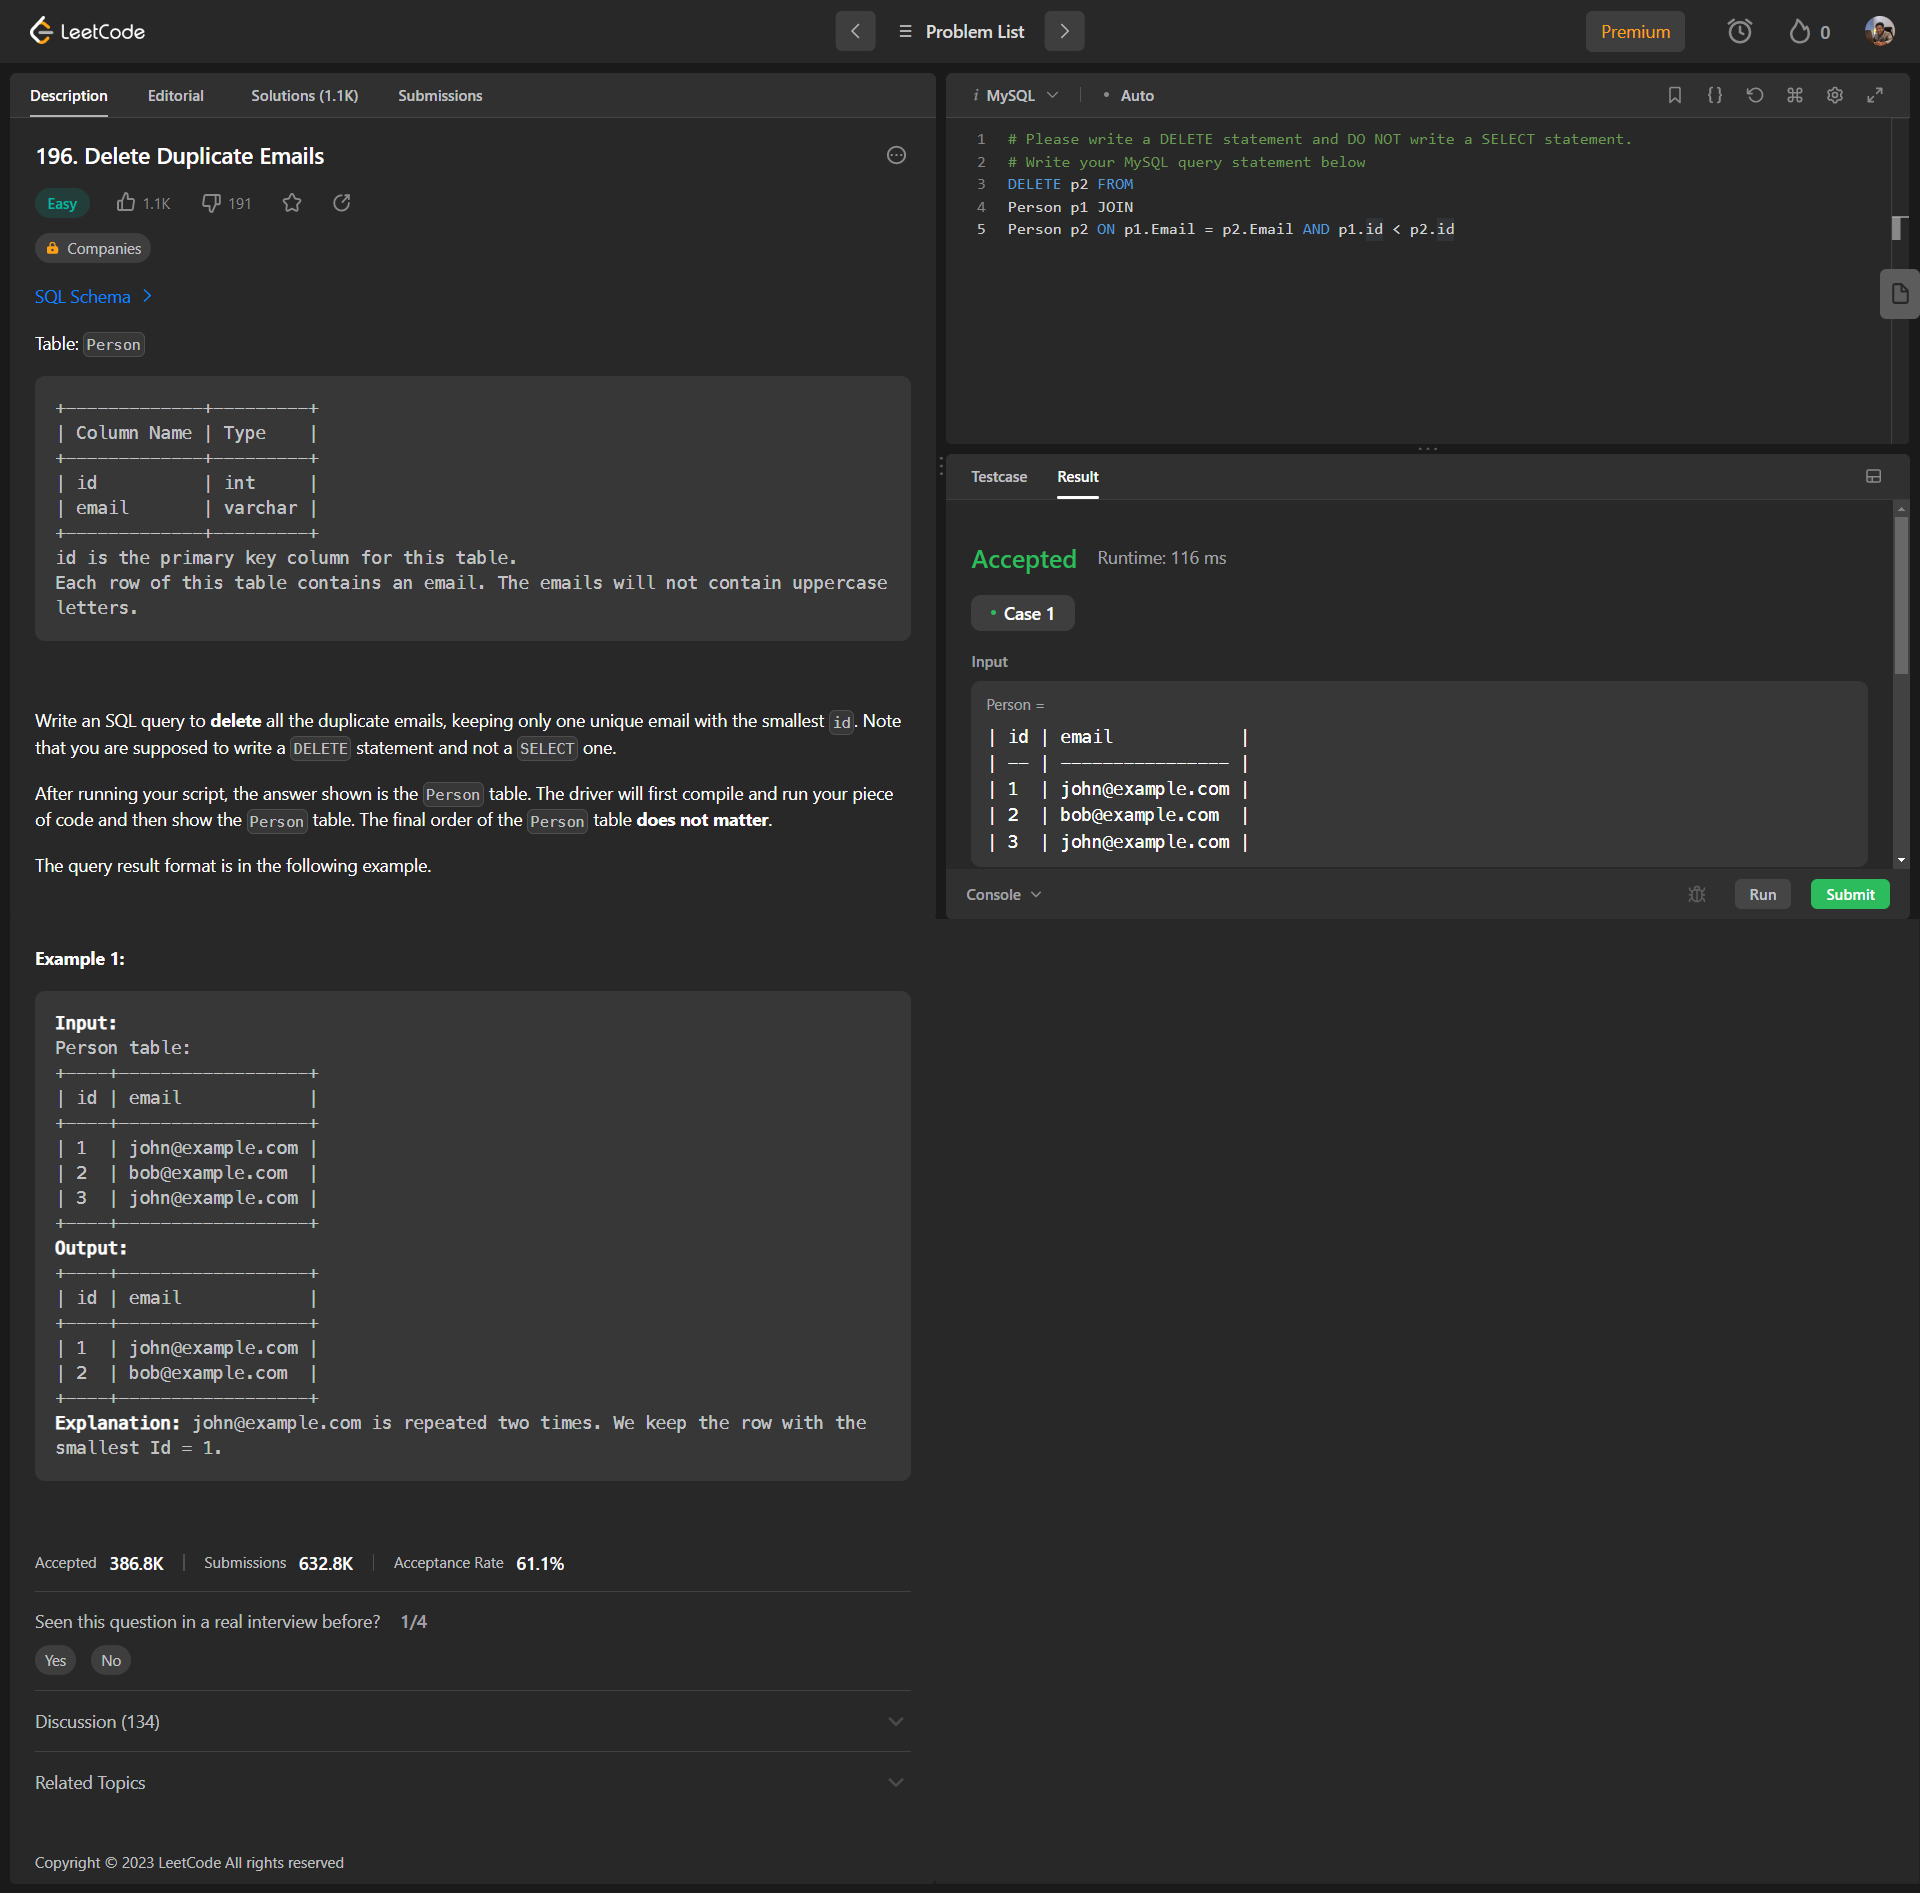 LeetCode
Problem List
Premium
0
Description Editorial Solutions (1.1K) Submissions
196. Delete Duplicate Emails
Easy 1.1K 191
Companies
SQL Schema
Table: Person
+-------------+---------+
| Column Name | Type    |
+-------------+---------+
| id          | int     |
| email       | varchar |
+-------------+---------+
id is the primary key column for this table.
Each row of this table contains an email. The emails will not contain uppercase
letters.
Write an SQL query to delete all the duplicate emails, keeping only one unique email with the smallest id. Note
that you are supposed to write a DELETE statement and not a SELECT one.
After running your script, the answer shown is the Person table. The driver will first compile and run your piece
of code and then show the Person table. The final order of the Person table does not matter.
The query result format is in the following example.
Example 1:
Input:
Person table:
+----+------------------+
| id | email            |
+----+------------------+
| 1  | john@example.com |
| 2  | bob@example.com  |
| 3  | john@example.com |
+----+------------------+
Output:
+----+------------------+
| id | email            |
+----+------------------+
| 1  | john@example.com |
| 2  | bob@example.com  |
+----+------------------+
Explanation: john@example.com is repeated two times. We keep the row with the
smallest Id = 1.
Accepted 386.8K | Submissions 632.8K | Acceptance Rate 61.1%
Seen this question in a real interview before? 1/4
Yes No
Discussion (134)
Related Topics
Copyright © 2023 LeetCode All rights reserved
i MySQL | • Auto
1 # Please write a DELETE statement and DO NOT write a SELECT statement.
2 # Write your MySQL query statement below
3 DELETE p2 FROM
4 Person p1 JOIN
5 Person p2 ON p1.Email = p2.Email AND p1.id < p2.id
Testcase Result
Accepted Runtime: 116 ms
• Case 1
Input
Person =
| id | email            |
| -- | ---------------- |
| 1  | john@example.com |
| 2  | bob@example.com  |
| 3  | john@example.com |
Console Run Submit